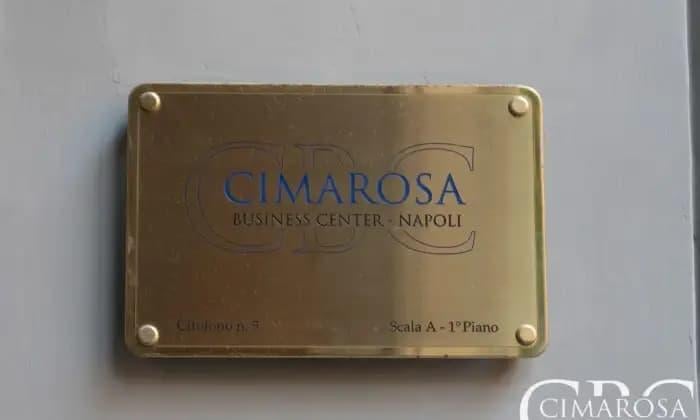 CBC
CIMAROSA
BUSINESS CENTER - NAPOLI
Citofono n. 5
Scala A - 1° Piano
CBC
CIMAROSA